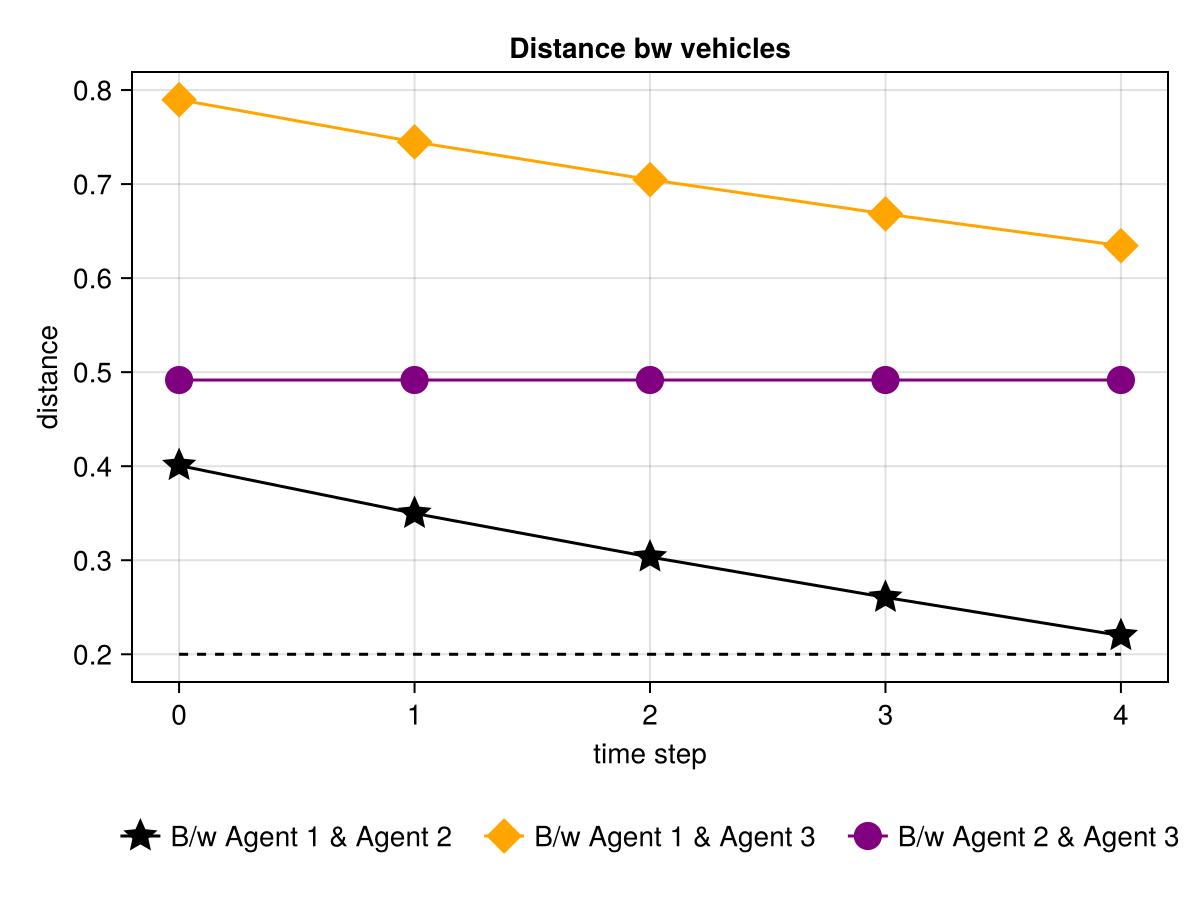 Distance bw vehicles
0.8
0.7
0.6
0.5
0.4
0.3
0.2
distance
0 1 2 3 4
time step
B/w Agent 1 & Agent 2 B/w Agent 1 & Agent 3 B/w Agent 2 & Agent 3